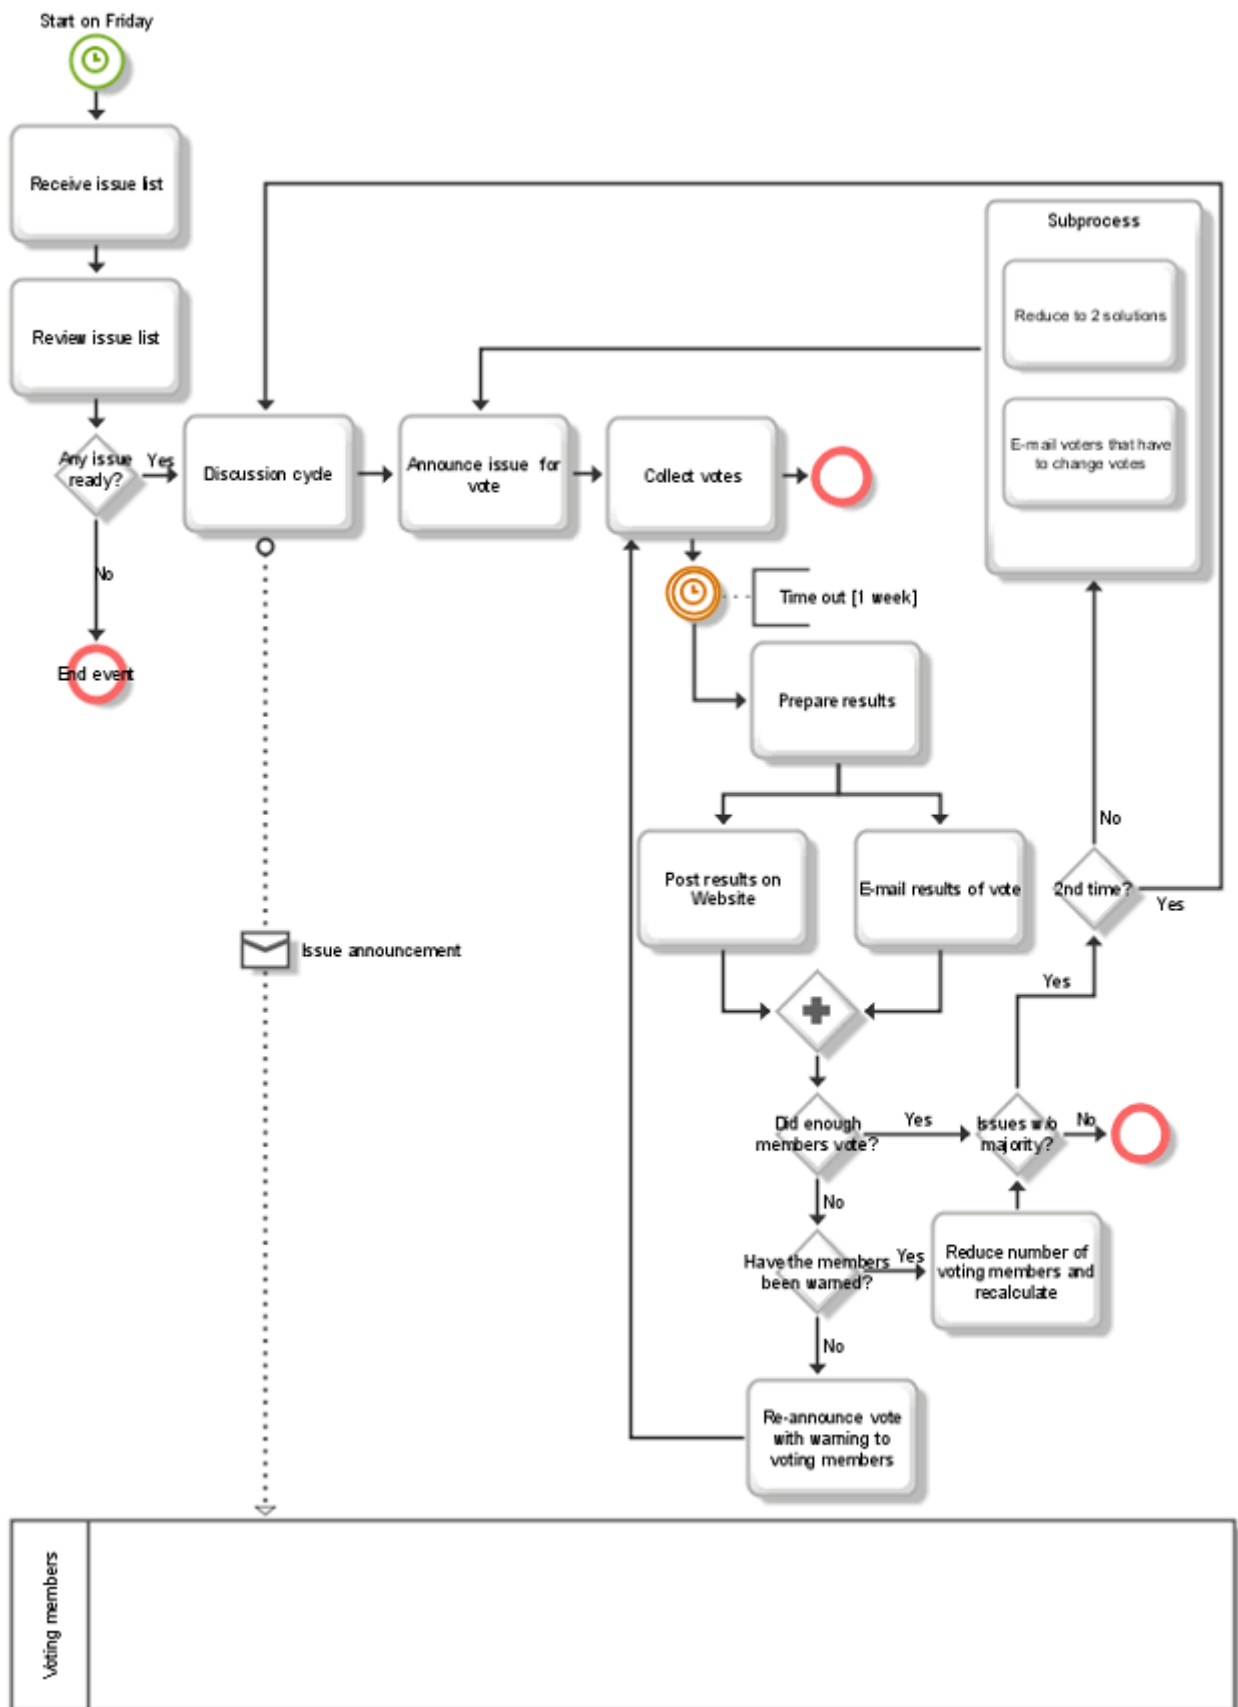 Start on Friday
Receive issue list
Review issue list
Any issue
ready?
Yes
No
End event
Discussion cycle
Announce issue for
vote
Collect votes
Subprocess
Reduce to 2 solutions
E-mail voters that have
to change votes
Time out [1 week]
Prepare results
Post results on
Website
E-mail results of vote
No
2nd time?
Yes
Issue announcement
Yes
Did enough
members vote?
Yes
Issues w/o
majority?
No
No
Have the members
been warned?
Yes
Reduce number of
voting members and
recalculate
No
Re-announce vote
with warning to
voting members
Voting members